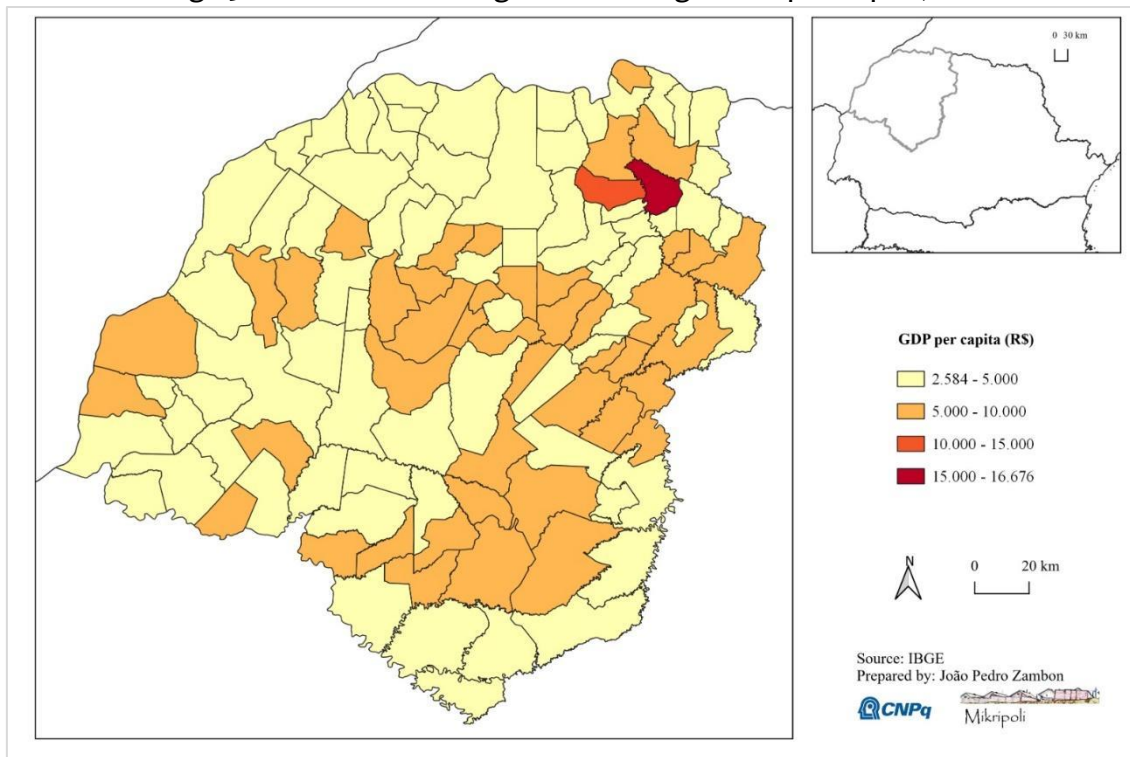 0 30 km
GDP per capita (R$)
2.584 - 5.000
5.000 - 10.000
10.000 - 15.000
15.000 - 16.676
N
0 20 km
Source: IBGE
Prepared by: João Pedro Zambon
CNPq
Mikripoli